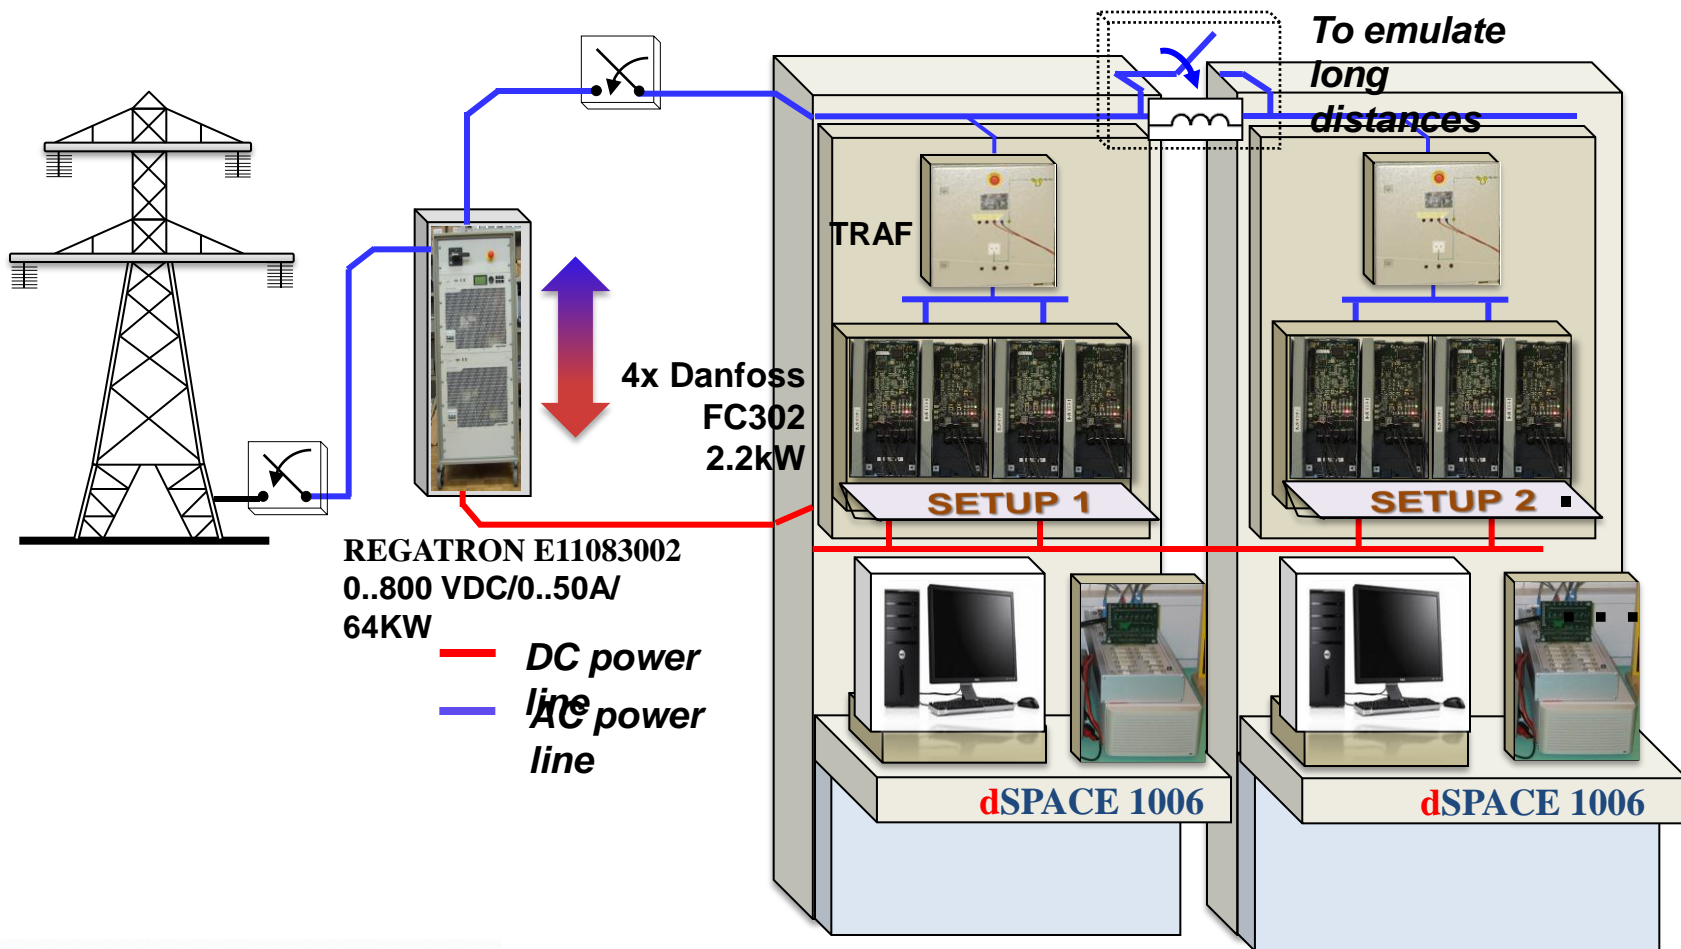 To emulate
long
distances
TRAF
4x Danfoss
FC302
2.2kW
SETUP 1
SETUP 2
REGATRON E11083002
0..800 VDC/0..50A/
64KW
DC power
line
AC power
line
dSPACE 1006
dSPACE 1006